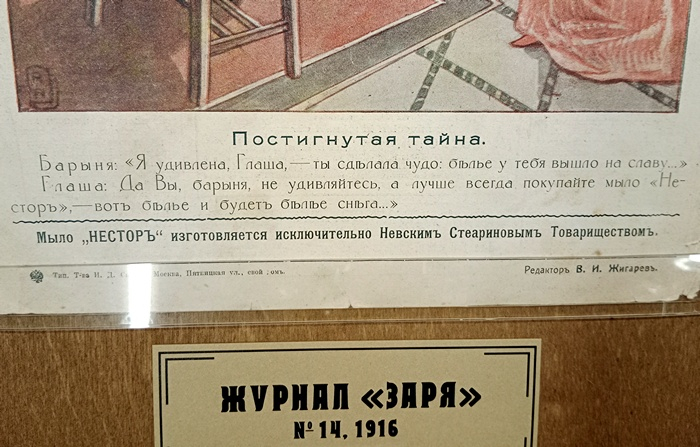 Постигнутая тайна.
Барыня: «Я удивлена, Глаша,—ты сдѣлала чудо: бѣлье у тебя вышло на славу...»
Глаша: Да Вы, барыня, не удивляйтесь, а лучше всегда покупайте мыло «Не-
сторъ»,—вотъ бѣлье и будетъ бѣлѣе снѣга...»
Мыло „НЕСТОРЪ“ изготовляется исключительно Невскимъ Стеариновымъ Товариществомъ.
Тип. Т-ва И. Д. Москва, Пятницкая ул., свой домъ.
Редакторъ В. И. Жигаревъ.
ЖУРНАЛ «ЗАРЯ»
№ 14, 1916